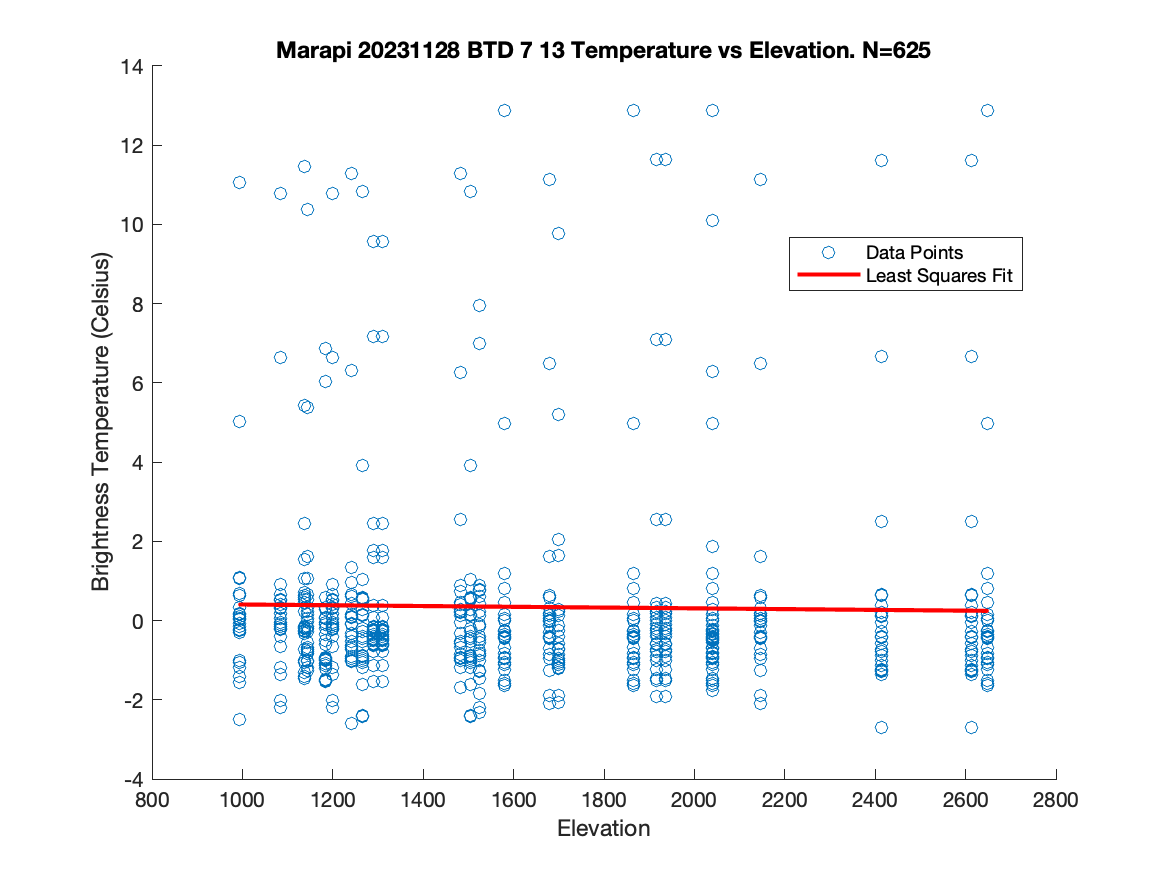 Marapi 20231128 BTD 7 13 Temperature vs Elevation. N=625
14
12
10
8
6
4
2
0
-2
-4
Brightness Temperature (Celsius)
Data Points
Least Squares Fit
800 1000 1200 1400 1600 1800 2000 2200 2400 2600 2800
Elevation